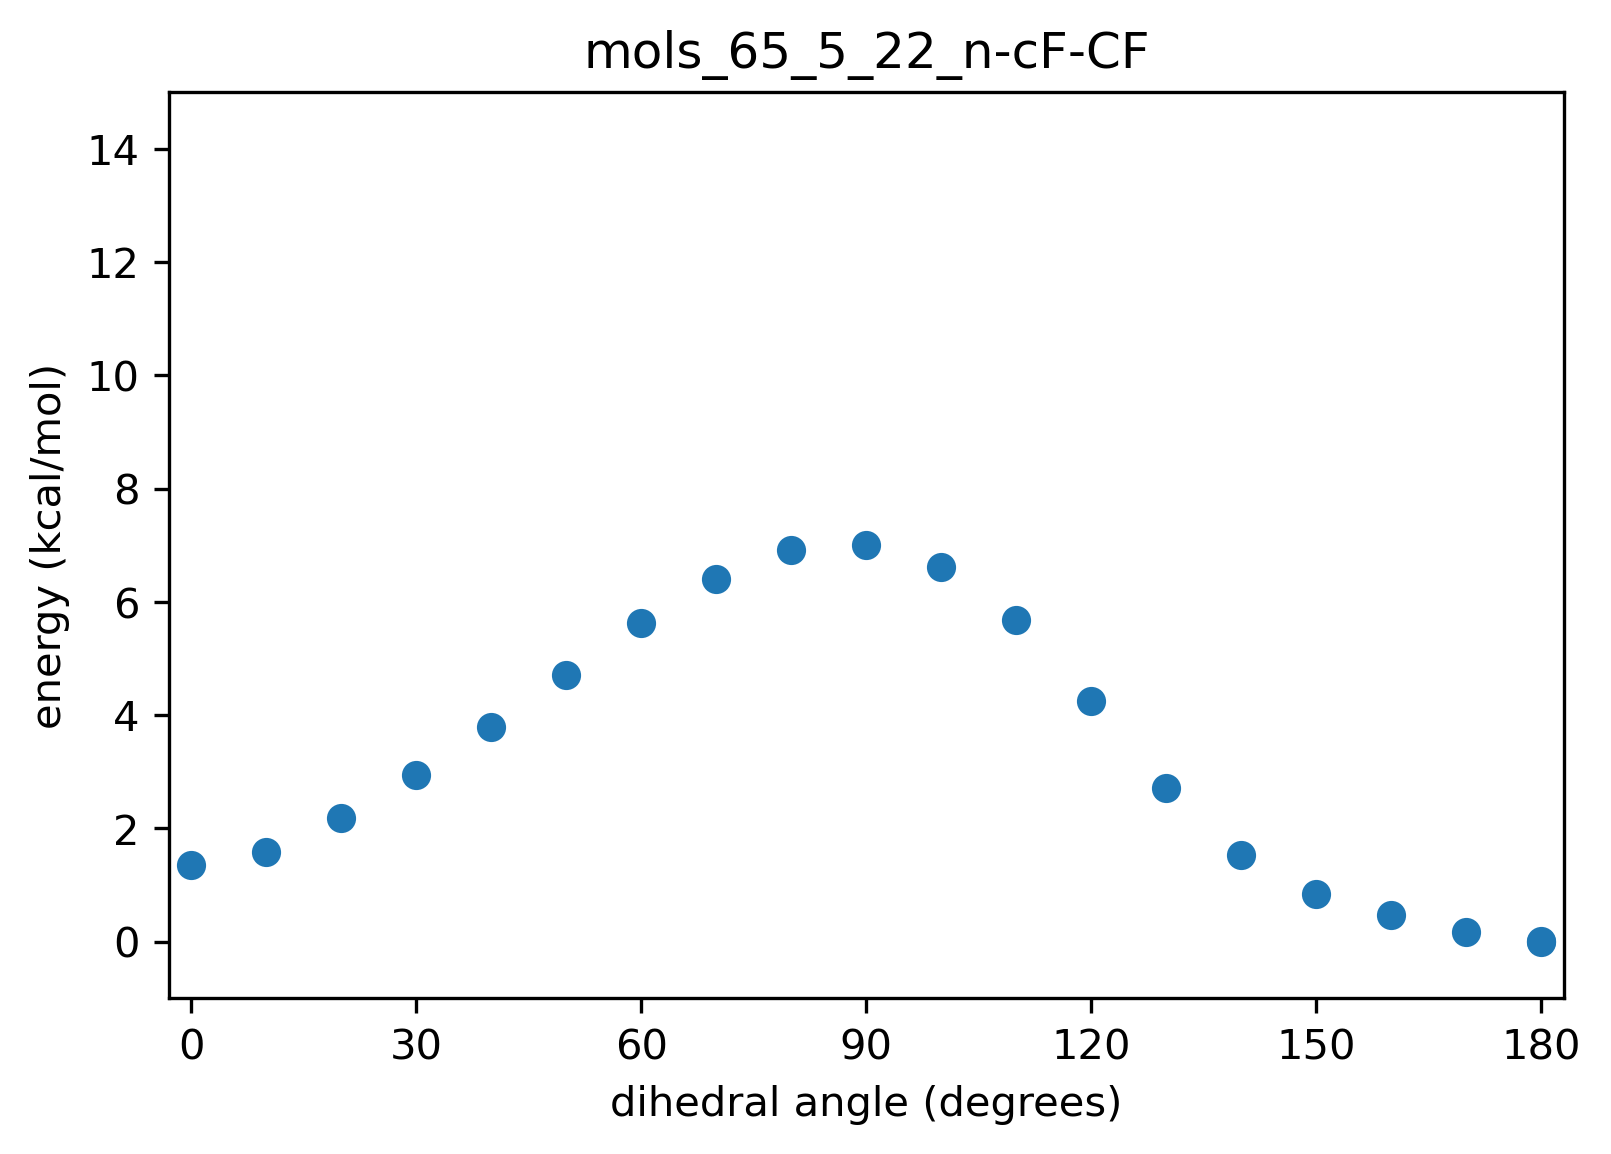 mols_65_5_22_n-cF-CF
14
12
10
8
6
4
2
0
energy (kcal/mol)
0 30 60 90 120 150 180
dihedral angle (degrees)